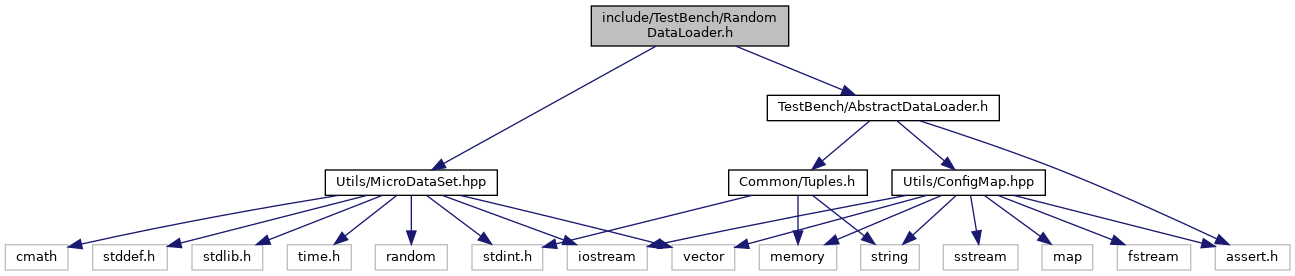 include/TestBench/Random
DataLoader.h
TestBench/AbstractDataLoader.h
Utils/MicroDataSet.hpp
Common/Tuples.h
Utils/ConfigMap.hpp
cmath
stddef.h
stdlib.h
time.h
random
stdint.h
iostream
vector
memory
string
sstream
map
fstream
assert.h